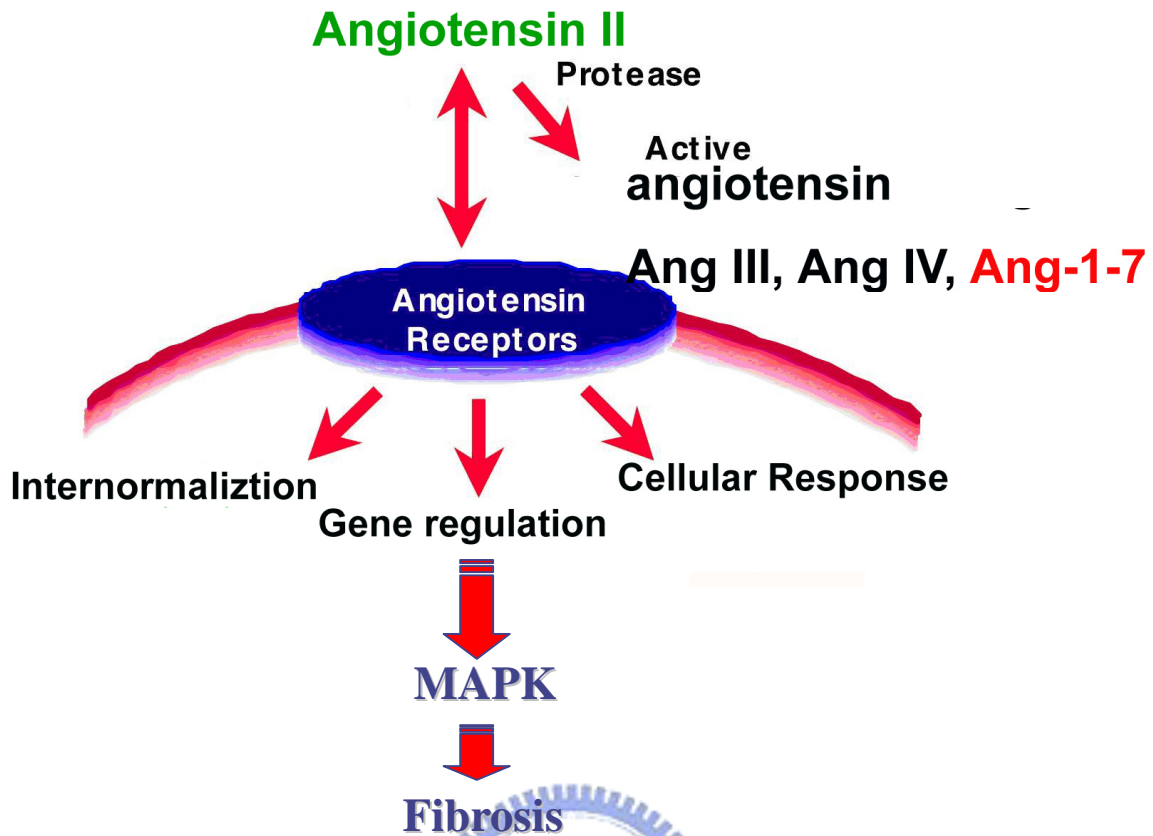 Angiotensin II
Protease
Active
angiotensin
Ang III, Ang IV, Ang-1-7
Angiotensin
Receptors
Internormaliztion
Cellular Response
Gene regulation
MAPK
Fibrosis